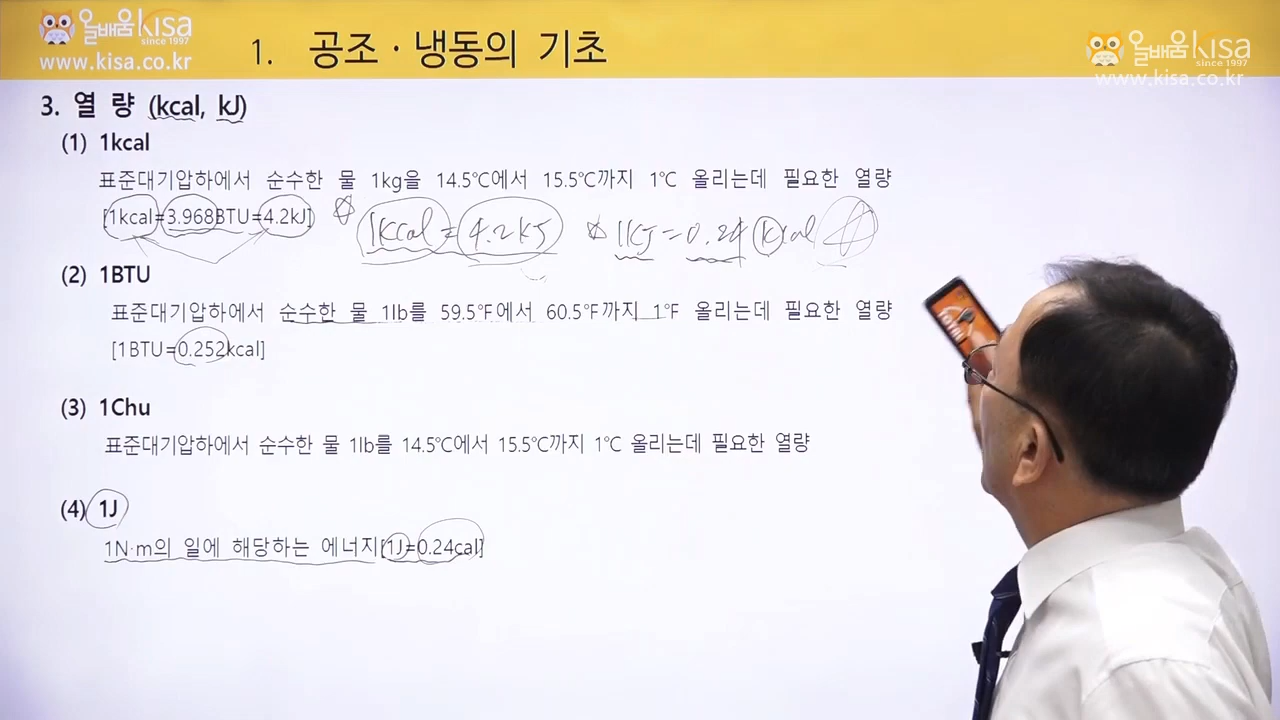 올배움kisa
since 1997
www.kisa.co.kr
1. 공조·냉동의 기초
올배움kisa
since 1997
www.kisa.co.kr
3. 열 량 (kcal, kJ)
(1) 1kcal
표준대기압하에서 순수한 물 1kg을 14.5℃에서 15.5℃까지 1℃ 올리는데 필요한 열량
[1kcal=3.968BTU=4.2kJ] 1kcal = 4.2kJ 1kJ = 0.24 kcal
(2) 1BTU
표준대기압하에서 순수한 물 1lb를 59.5℉에서 60.5℉까지 1℉ 올리는데 필요한 열량
[1BTU=0.252kcal]
(3) 1Chu
표준대기압하에서 순수한 물 1lb를 14.5℃에서 15.5℃까지 1℃ 올리는데 필요한 열량
(4) 1J
1N·m의 일에 해당하는 에너지[1J=0.24cal]